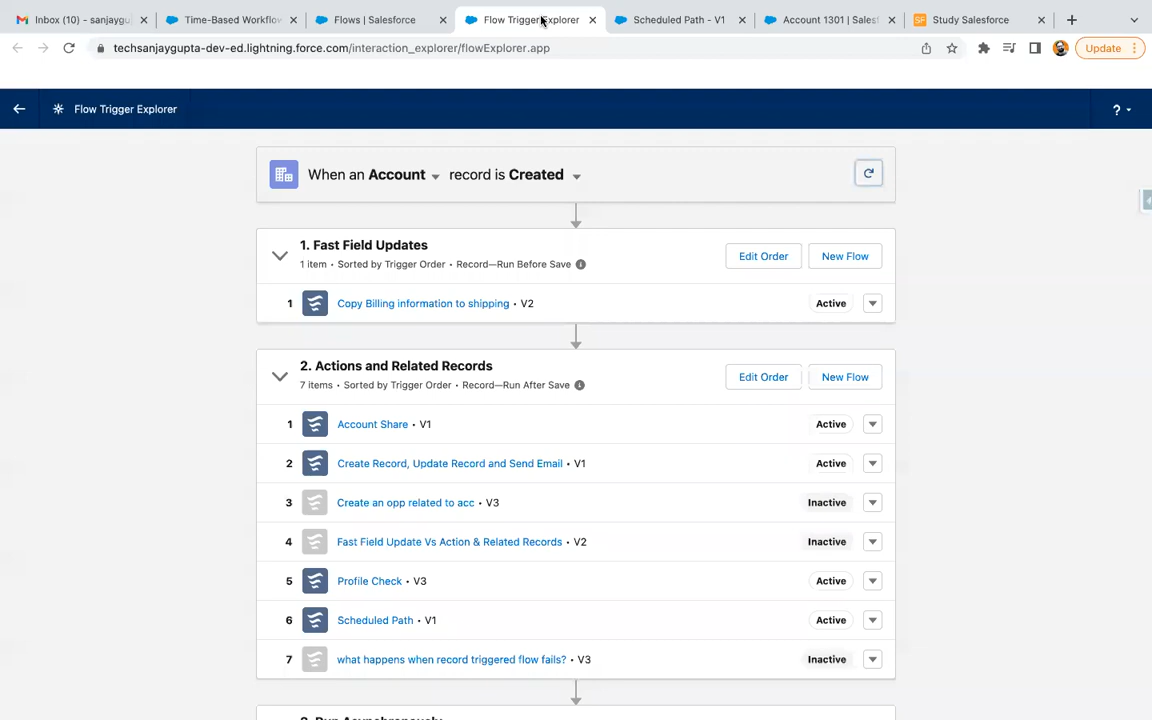 Inbox (10) - sanjaygu
Time-Based Workflow
Flows | Salesforce
Flow Trigger Explorer
Scheduled Path - V1
Account 1301 | Salesf
Study Salesforce
techsanjaygupta-dev-ed.lightning.force.com/interaction_explorer/flowExplorer.app
Update
Flow Trigger Explorer
?
When an Account record is Created
1. Fast Field Updates
1 item • Sorted by Trigger Order • Record—Run Before Save
Edit Order
New Flow
1 Copy Billing information to shipping • V2 Active
2. Actions and Related Records
7 items • Sorted by Trigger Order • Record—Run After Save
Edit Order
New Flow
1 Account Share • V1 Active
2 Create Record, Update Record and Send Email • V1 Active
3 Create an opp related to acc • V3 Inactive
4 Fast Field Update Vs Action & Related Records • V2 Inactive
5 Profile Check • V3 Active
6 Scheduled Path • V1 Active
7 what happens when record triggered flow fails? • V3 Inactive
3. Run Asynchronously